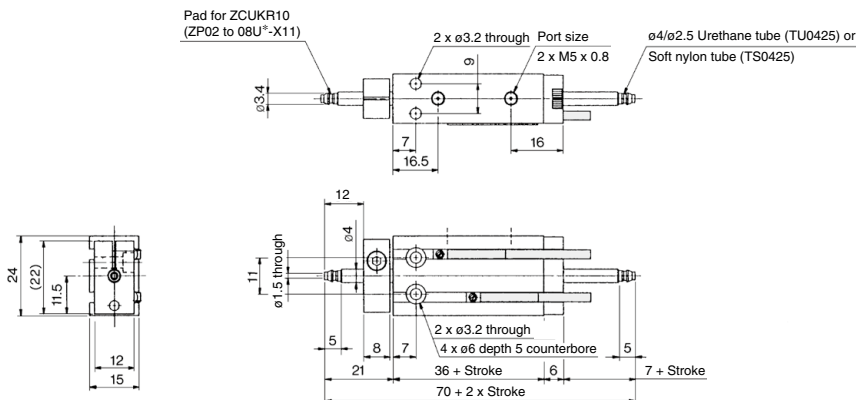 Pad for ZCUKR10
(ZP02 to 08U*-X11)
2 x ø3.2 through
Port size
2 x M5 x 0.8
ø4/ø2.5 Urethane tube (TU0425) or
Soft nylon tube (TS0425)
9
ø3.4
7
16
16.5
12
ø4
24
(22)
11.5
11
ø1.5 through
2 x ø3.2 through
4 x ø6 depth 5 counterbore
5
8
7
5
12
15
21
36 + Stroke
6
7 + Stroke
70 + 2 x Stroke